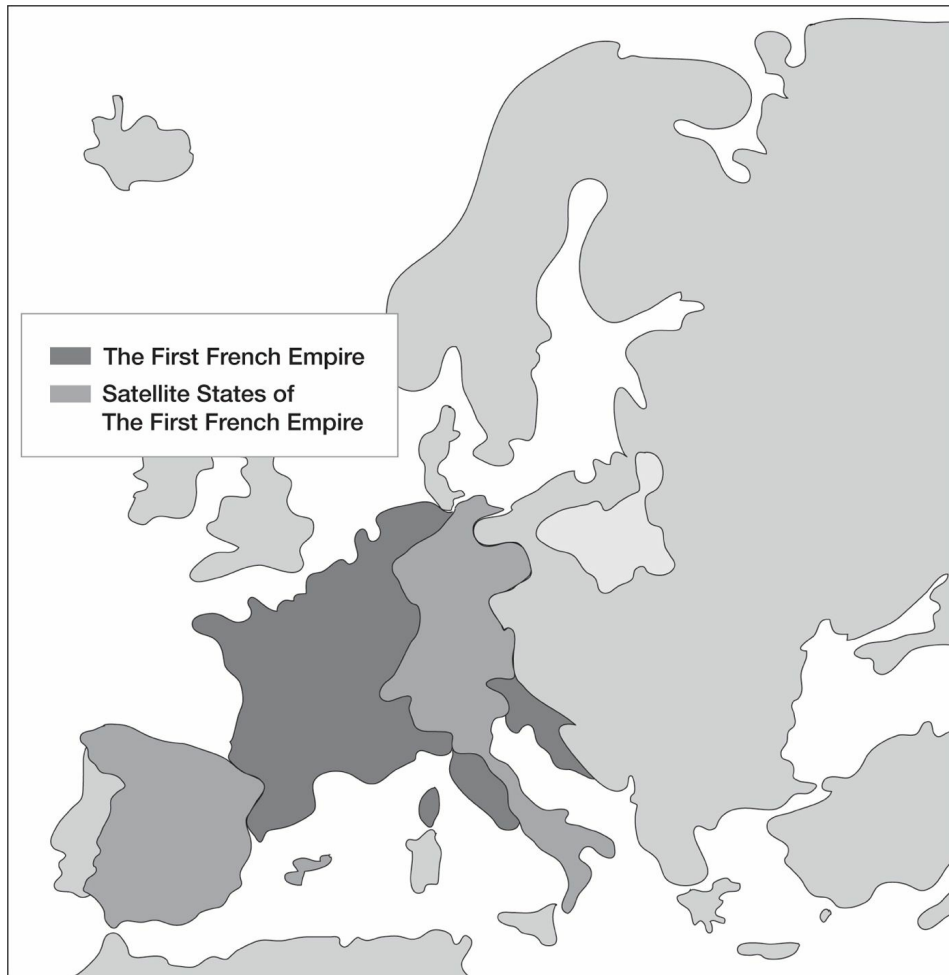 The First French Empire
Satellite States of
The First French Empire